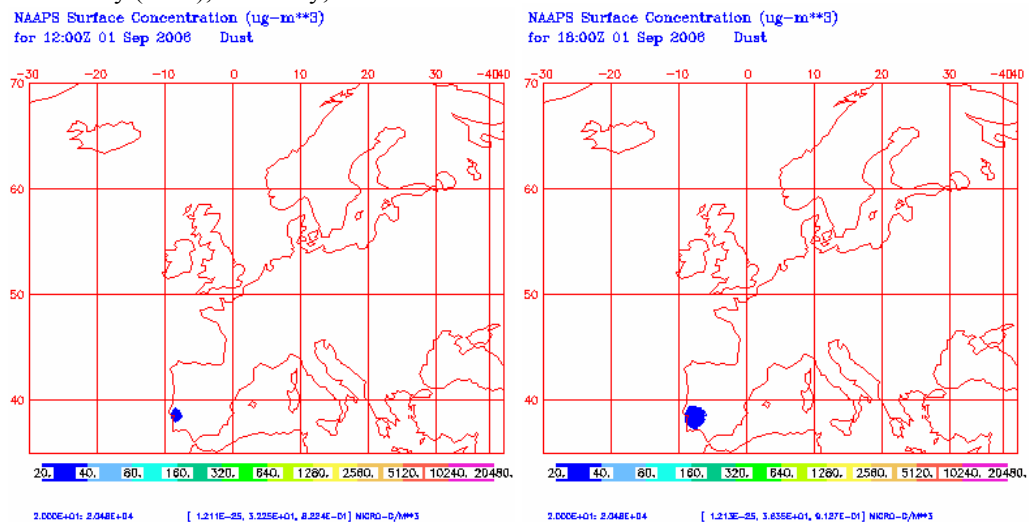 NAAPS Surface Concentration (ug-m**3)
for 12:00Z 01 Sep 2006 Dust
-30 -20 -10 0 10 20 30 40
70
60
50
40
20. 40. 80. 160. 320. 640. 1280. 2560. 5120. 10240. 20480.
2.000E+01: 2.048E+04 [ 1.211E-25, 3.225E+01, 8.224E-01] MICRO-G/M**3
NAAPS Surface Concentration (ug-m**3)
for 18:00Z 01 Sep 2006 Dust
-30 -20 -10 0 10 20 30 40
70
60
50
40
20. 40. 80. 160. 320. 640. 1280. 2560. 5120. 10240. 20480.
2.000E+01: 2.048E+04 [ 1.213E-25, 3.635E+01, 9.127E-01] MICRO-G/M**3